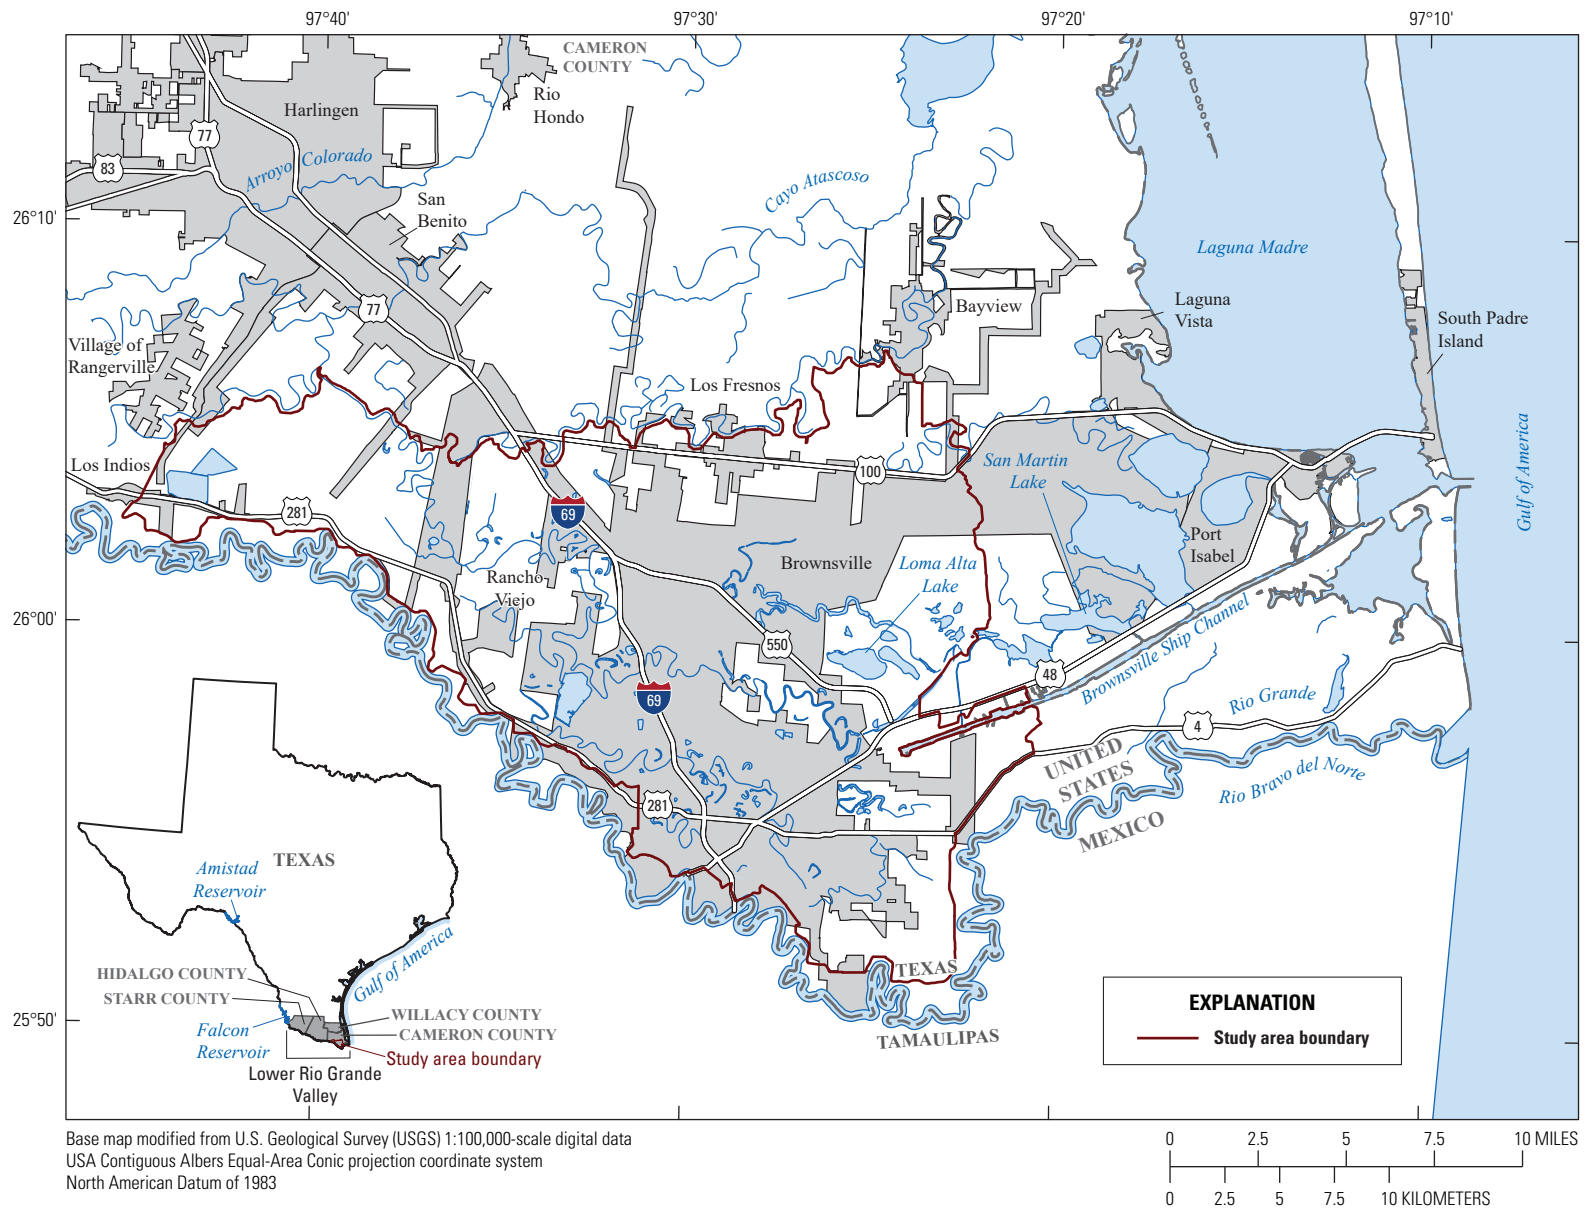 97°40'
97°30'
97°20'
97°10'
CAMERON
COUNTY
Rio
Hondo
Harlingen
77
83
Arroyo Colorado
San
Benito
Cayo Atascoso
26°10'
Laguna Madre
77
Bayview
Laguna
Vista
South Padre
Island
Village of
Rangerville
Los Fresnos
Los Indios
100
San Martin
Lake
Gulf of America
281
69
Port
Isabel
Brownsville
Loma Alta
Lake
Rancho
Viejo
26°00'
550
48
Brownsville Ship Channel
69
Rio Grande
4
UNITED
STATES
Rio Bravo del Norte
MEXICO
281
TEXAS
Amistad
Reservoir
Gulf of America
TEXAS
HIDALGO COUNTY
STARR COUNTY
WILLACY COUNTY
CAMERON COUNTY
25°50'
Falcon
Reservoir
TAMAULIPAS
Study area boundary
Lower Rio Grande
Valley
EXPLANATION
Study area boundary
Base map modified from U.S. Geological Survey (USGS) 1:100,000-scale digital data
USA Contiguous Albers Equal-Area Conic projection coordinate system
North American Datum of 1983
0 2.5 5 7.5 10 MILES
0 2.5 5 7.5 10 KILOMETERS